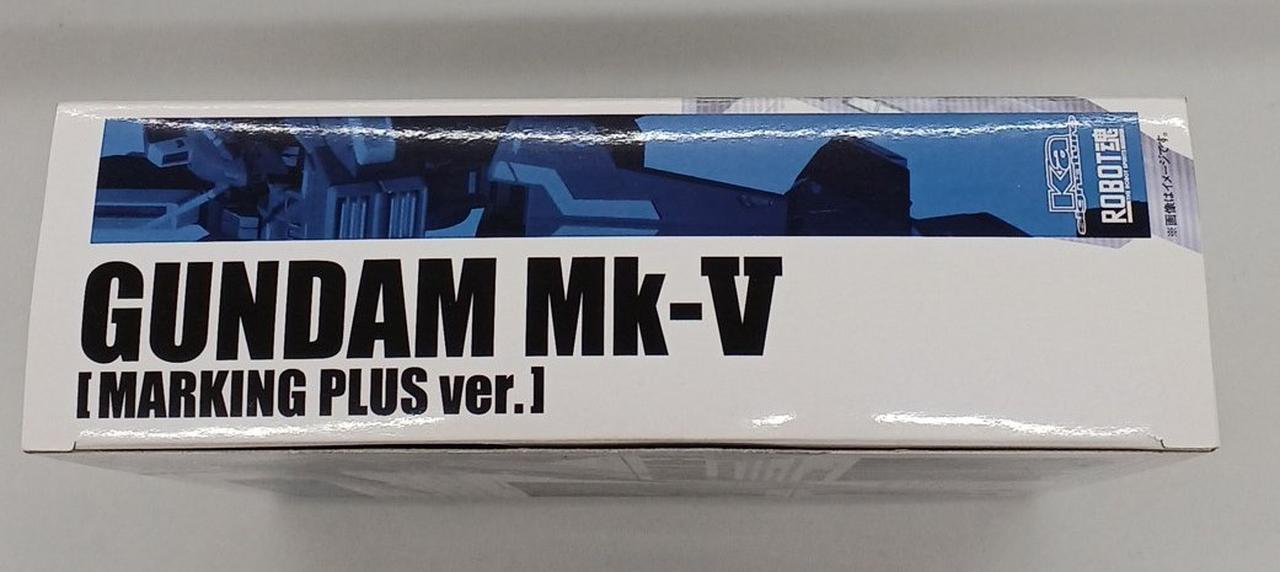 GUNDAM Mk-V
[MARKING PLUS ver.]
Ka signature
ROBOT魂
※画像はイメージです。